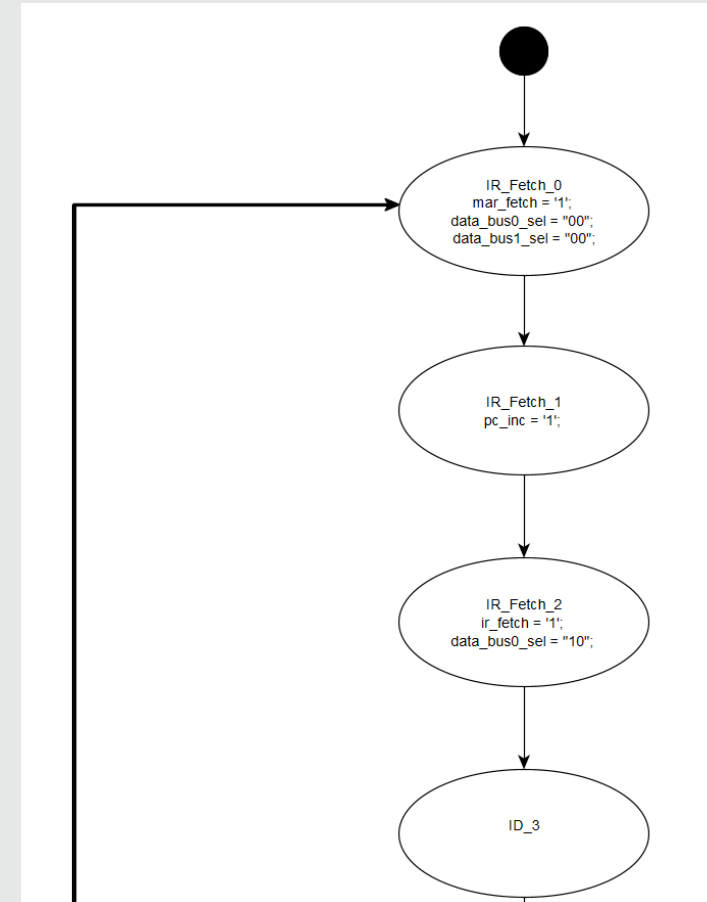 IR_Fetch_0
mar_fetch = '1';
data_bus0_sel = "00";
data_bus1_sel = "00";
IR_Fetch_1
pc_inc = '1';
IR_Fetch_2
ir_fetch = '1';
data_bus0_sel = "10";
ID_3